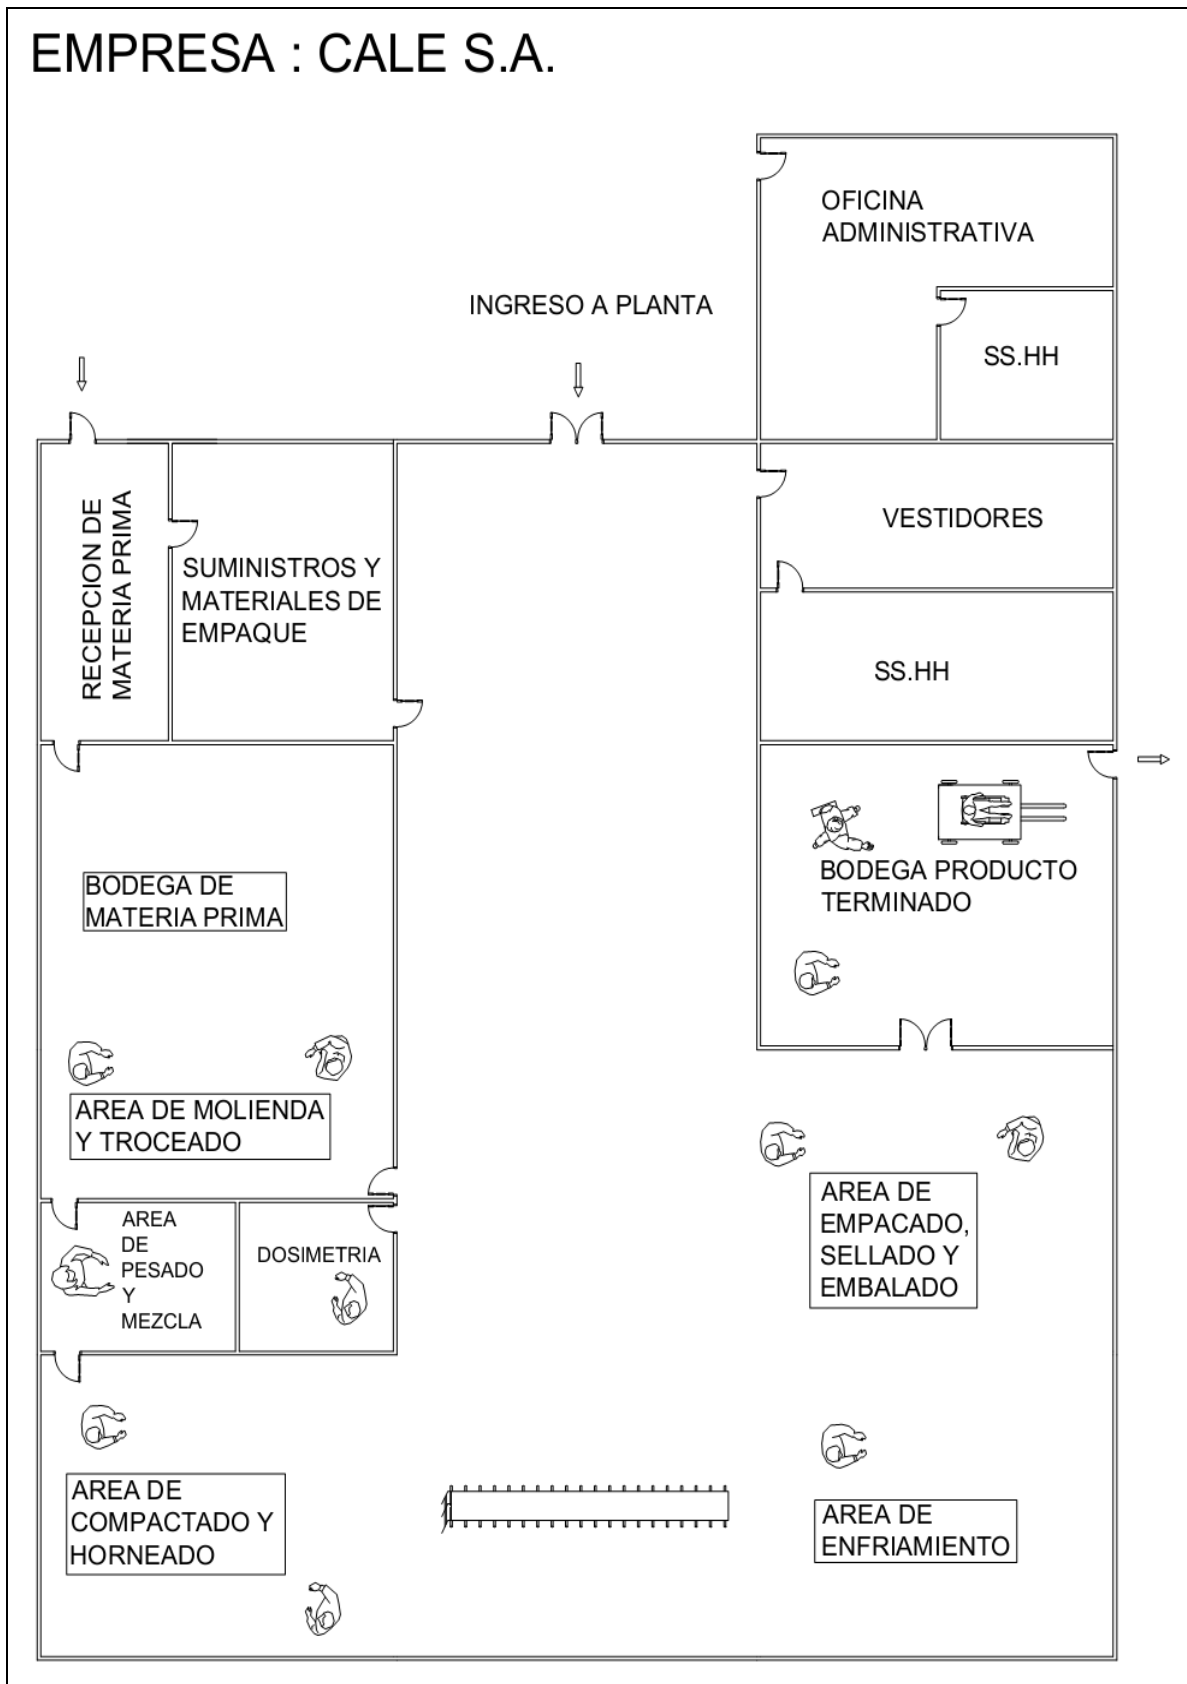 EMPRESA : CALE S.A.
OFICINA
ADMINISTRATIVA
INGRESO A PLANTA
SS.HH
RECEPCION DE
MATERIA PRIMA
SUMINISTROS Y
MATERIALES DE
EMPAQUE
VESTIDORES
SS.HH
BODEGA PRODUCTO
TERMINADO
BODEGA DE
MATERIA PRIMA
AREA DE MOLIENDA
Y TROCEADO
AREA
DE
PESADO
Y
MEZCLA
DOSIMETRIA
AREA DE
EMPACADO,
SELLADO Y
EMBALADO
AREA DE
COMPACTADO Y
HORNEADO
AREA DE
ENFRIAMIENTO